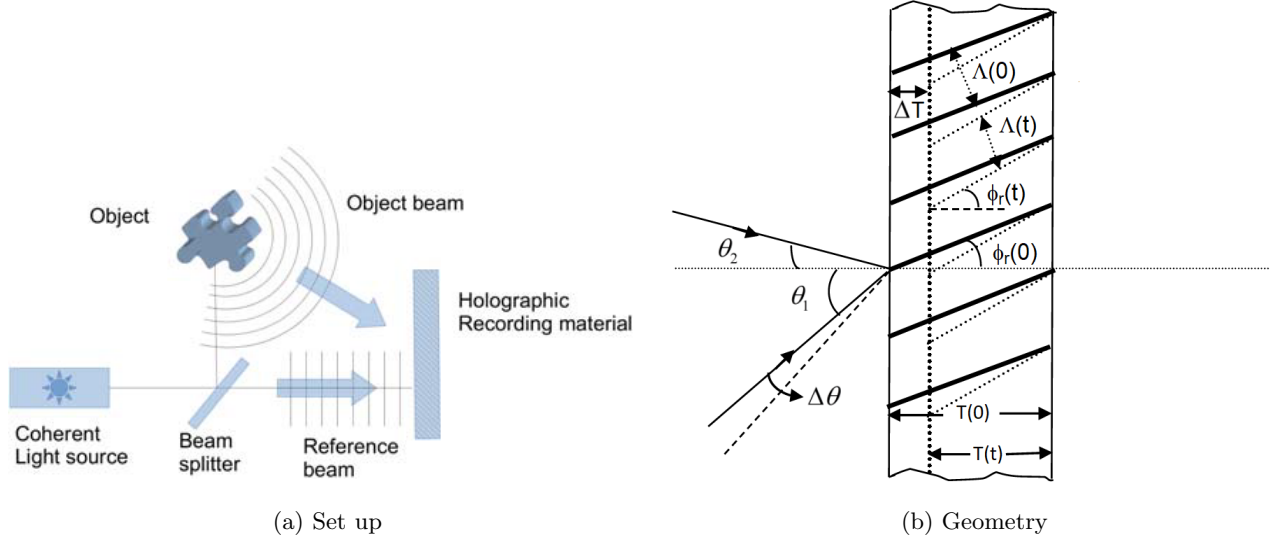 Object
Object beam
Holographic
Recording material
Coherent
Light source
Beam
splitter
Reference
beam
(a) Set up
Λ(0)
ΔT
Λ(t)
ϕr(t)
θ2
ϕr(0)
θ1
Δθ
T(0)
T(t)
(b) Geometry